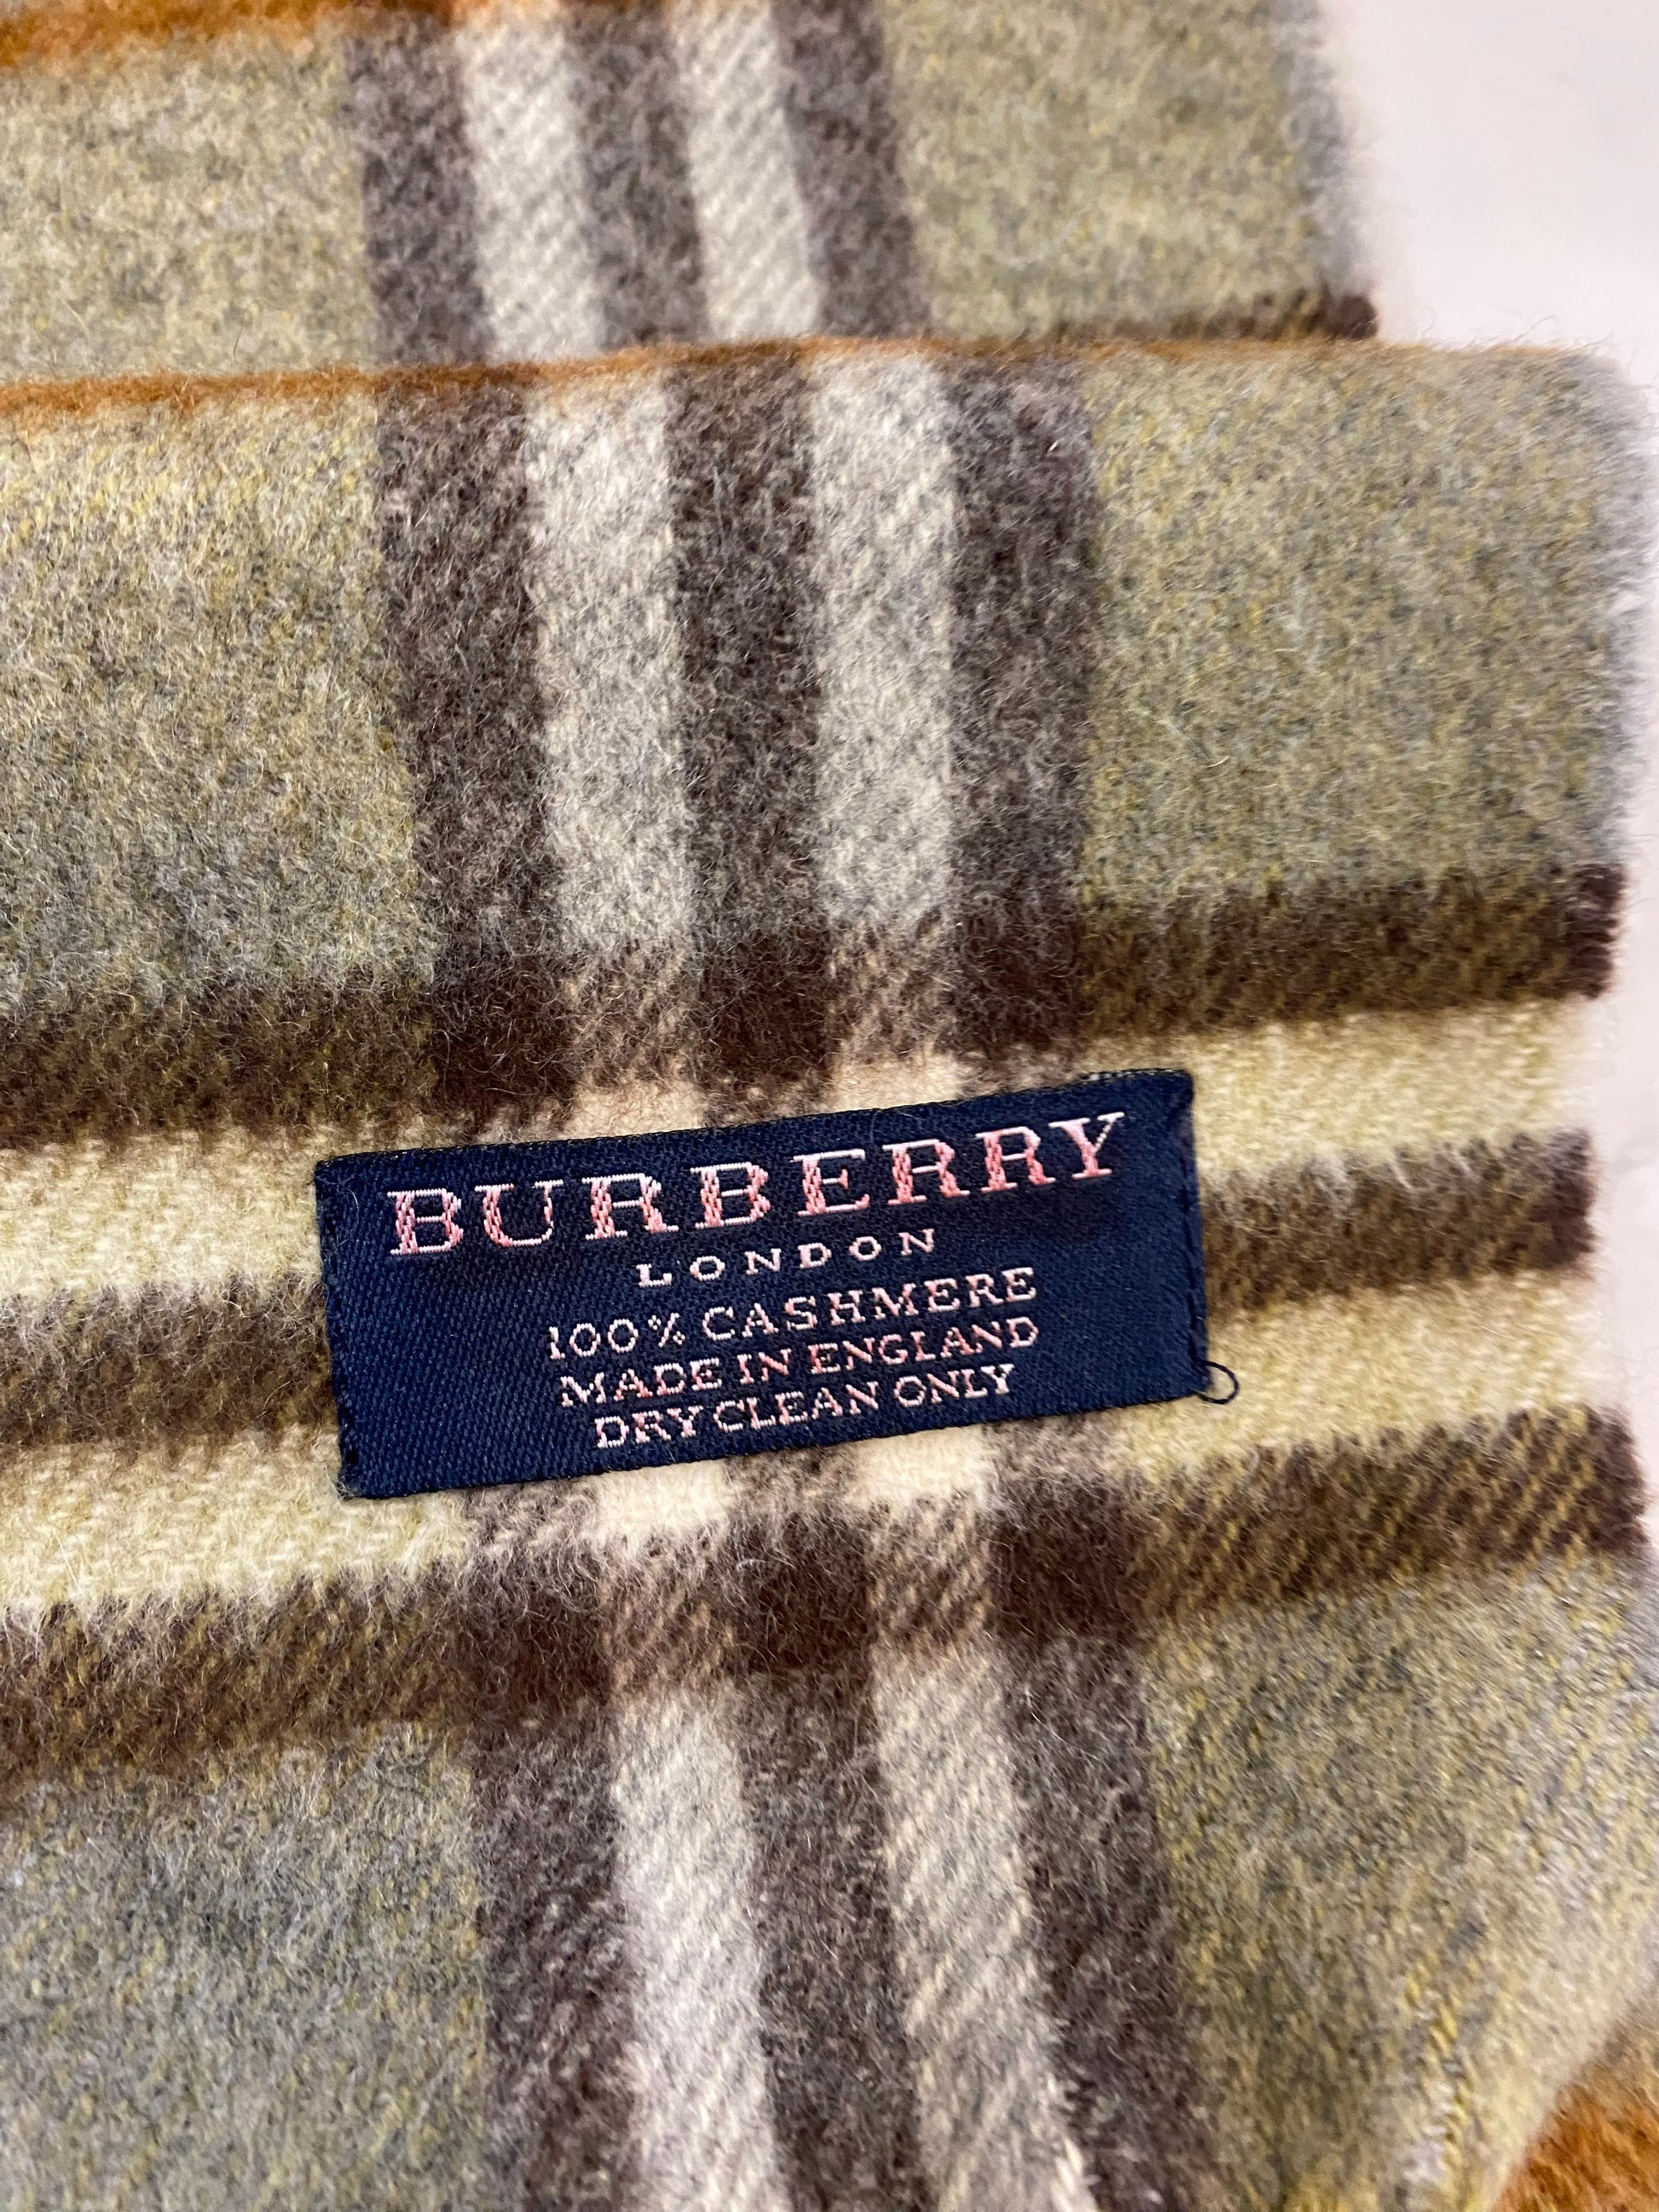 BURBERRY
LONDON
100% CASHMERE
MADE IN ENGLAND
DRY CLEAN ONLY